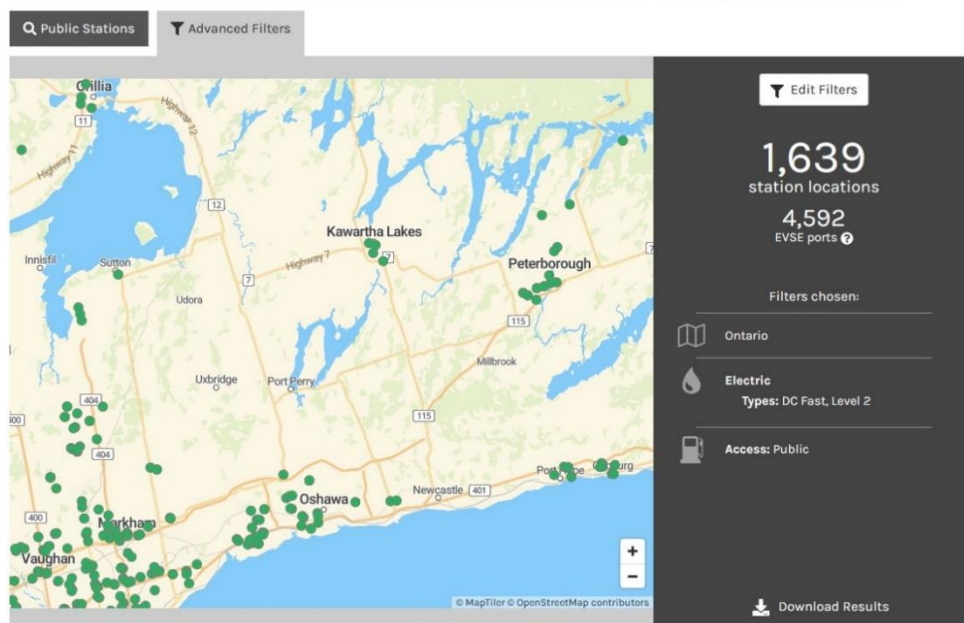 Public Stations
Advanced Filters
Orillia
11
Highway 11
Highway 12
12
Kawartha Lakes
7
Highway 7
7
Innisfil
Sutton
Peterborough
7
Udora
115
Millbrook
Uxbridge
Port Perry
404
400
115
404
Newcastle
401
Port Hope
Cobourg
Oshawa
400
Markham
Vaughan
+
−
© MapTiler © OpenStreetMap contributors
Edit Filters
1,639
station locations
4,592
EVSE ports ?
Filters chosen:
Ontario
Electric
Types: DC Fast, Level 2
Access: Public
Download Results